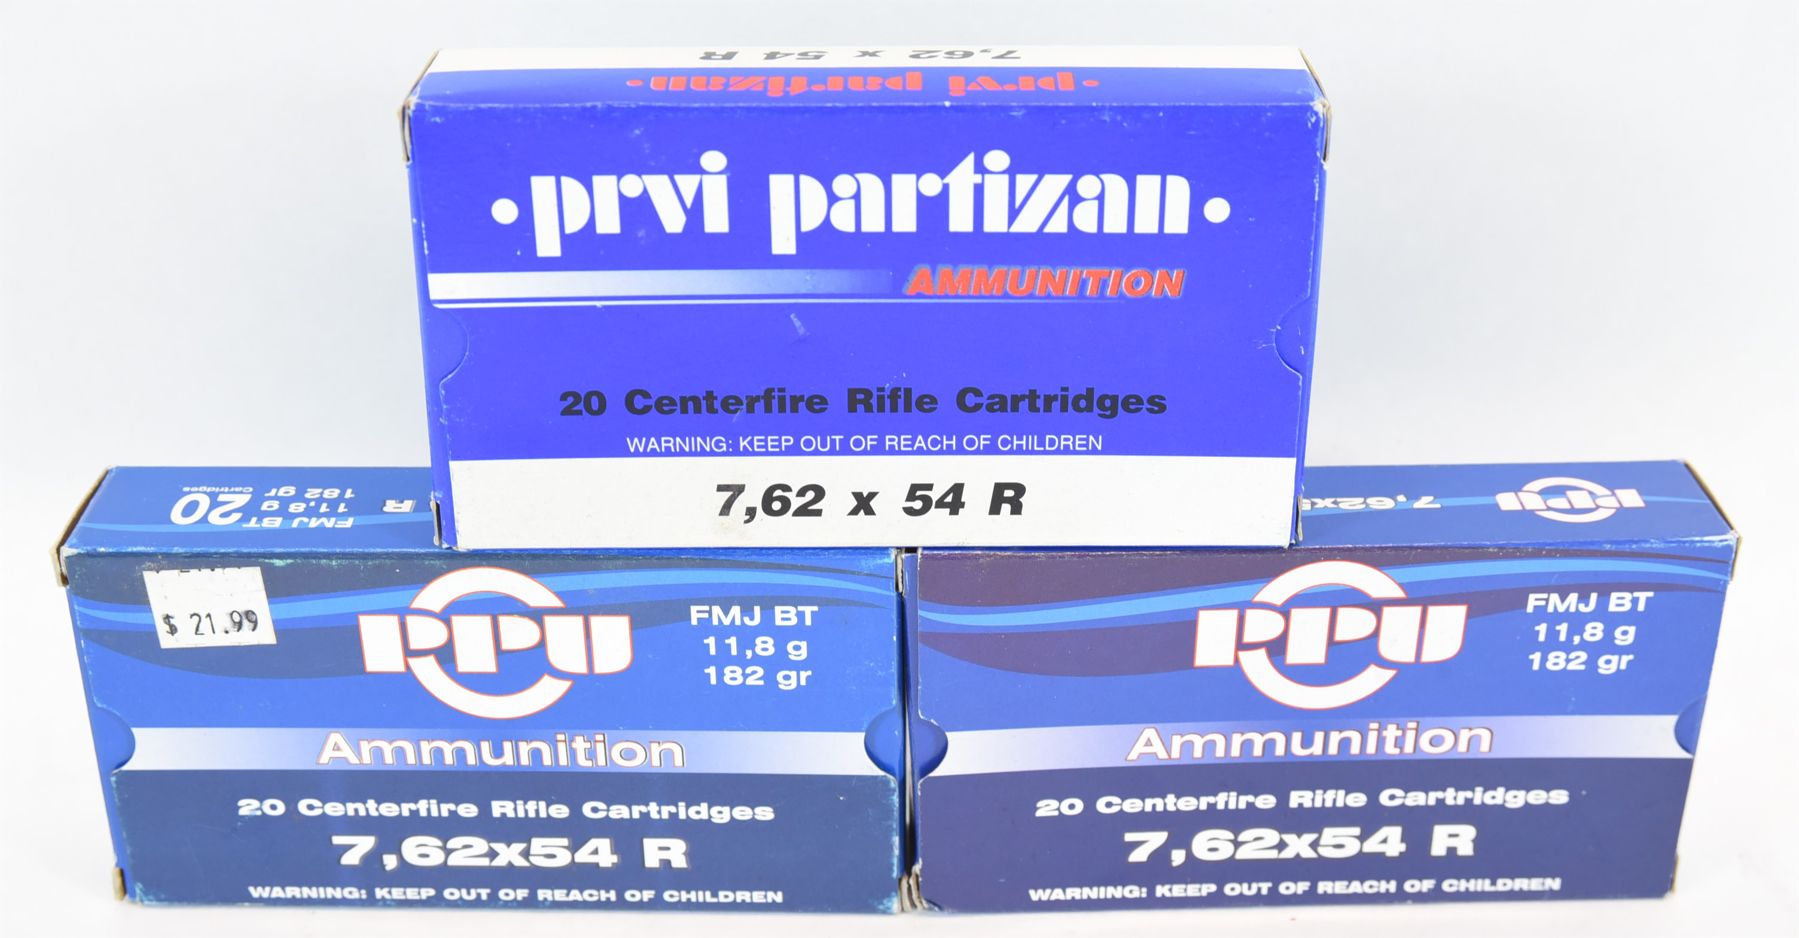 7,62 x 54 R
• prvi partizan •
• prvi partizan •
AMMUNITION
20 Centerfire Rifle Cartridges
WARNING: KEEP OUT OF REACH OF CHILDREN
7,62 x 54 R
R
FMJ BT
11,8 g
182 gr
20
Cartridges
$ 21.99
PPU
FMJ BT
11,8 g
182 gr
Ammunition
20 Centerfire Rifle Cartridges
7,62x54 R
WARNING: KEEP OUT OF REACH OF CHILDREN
PPU
PPU
FMJ BT
11,8 g
182 gr
Ammunition
20 Centerfire Rifle Cartridges
7,62x54 R
WARNING: KEEP OUT OF REACH OF CHILDREN